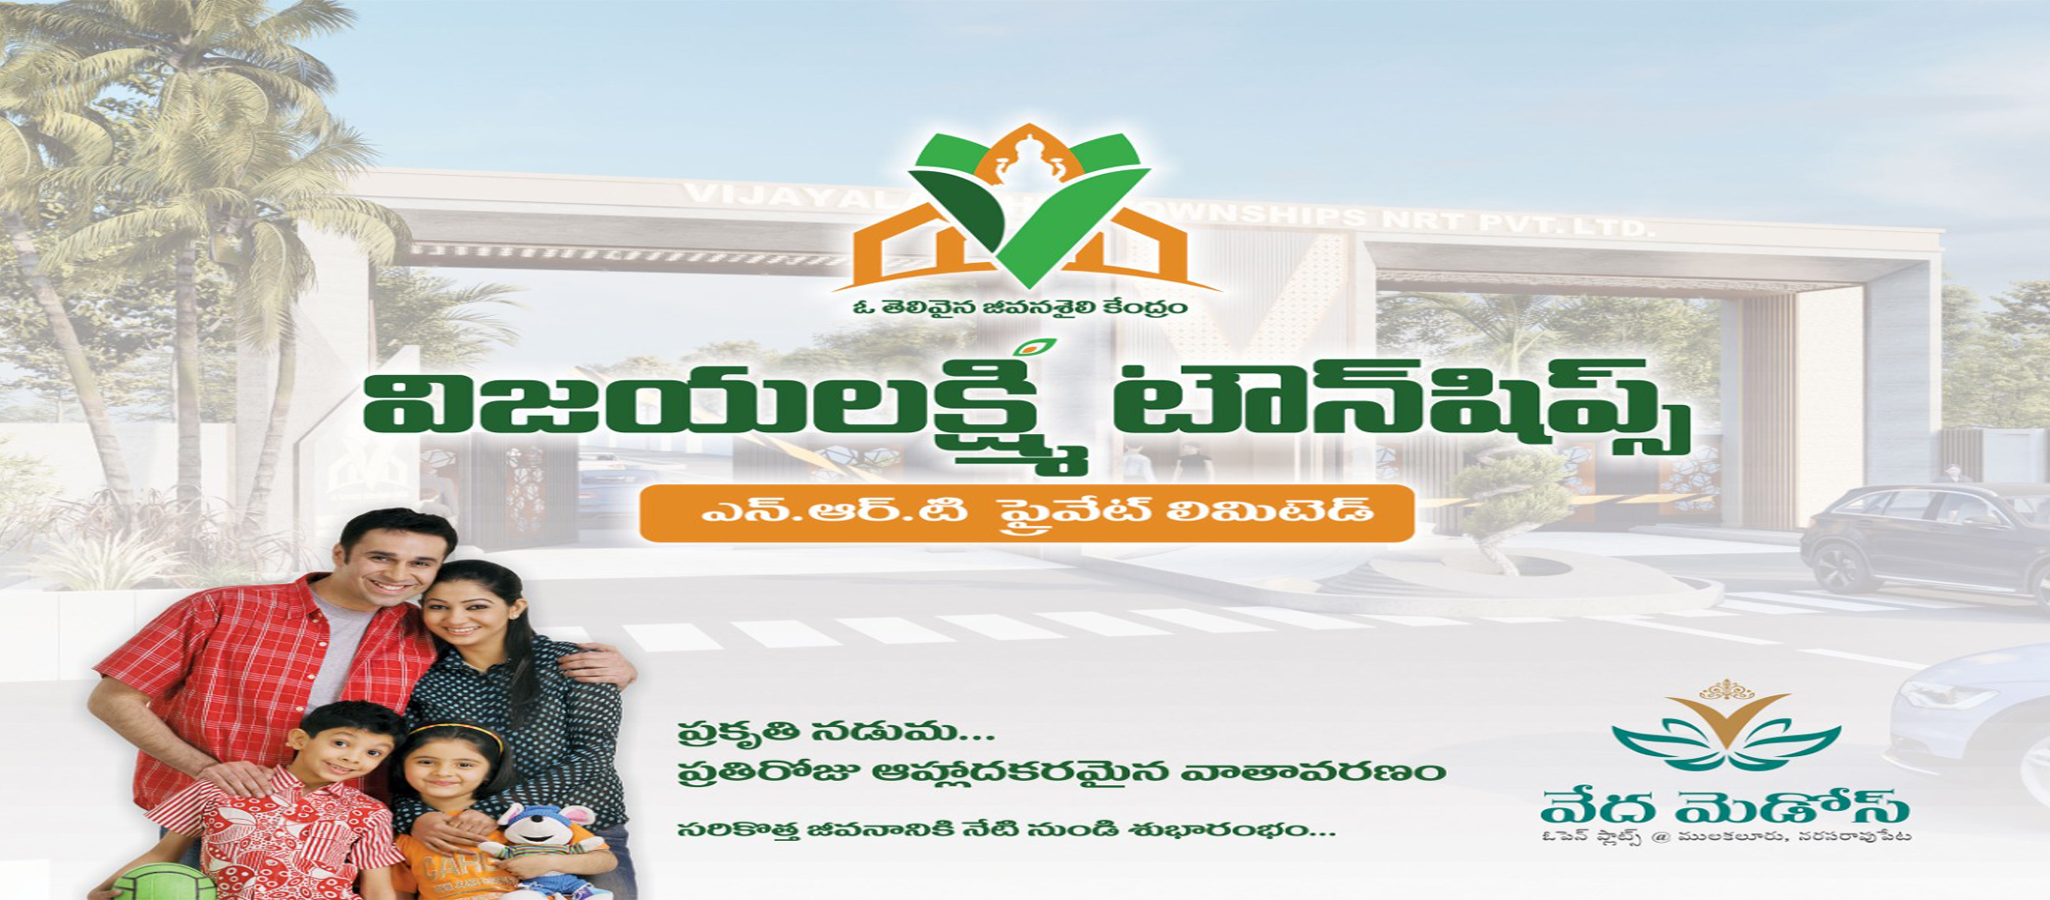 VIJAYAL TOWNSHIPS NRT PVT. LTD.
ఓ తెలివైన జీవనశైలి కేంద్రం
విజయలక్ష్మి టౌన్‌షిప్స్
ఎన్.ఆర్.టి ప్రైవేట్ లిమిటెడ్
ప్రకృతి నడుమ...
ప్రతిరోజు ఆహ్లాదకరమైన వాతావరణం
సరికొత్త జీవనానికి నేటి నుండి శుభారంభం...
వేద మెడోస్
ఓపెన్ ప్లాట్స్ @ ములకలూరు, నరసరావుపేట